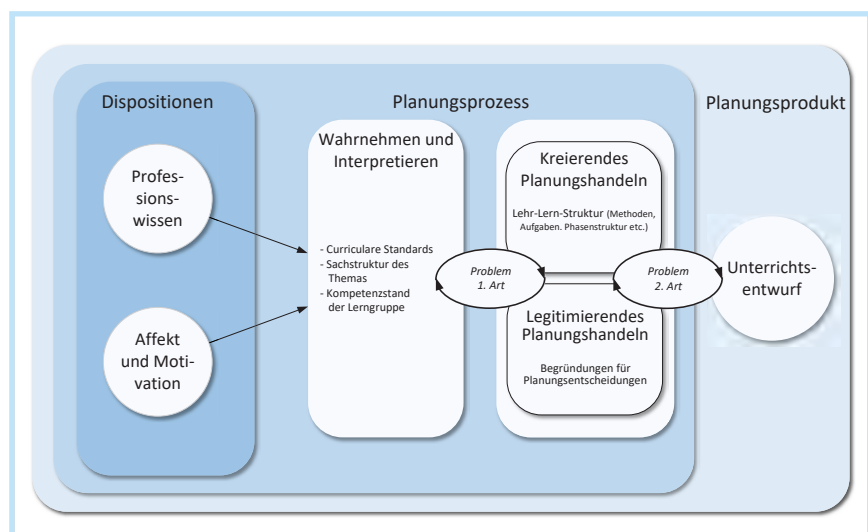 Dispositionen
Profes-
sions-
wissen
Affekt
und Moti-
vation
Planungsprozess
Wahrnehmen und
Interpretieren
- Curriculare Standards
- Sachstruktur des
Themas
- Kompetenzstand
der Lerngruppe
Problem
1. Art
Kreierendes
Planungshandeln
Lehr-Lern-Struktur (Methoden,
Aufgaben. Phasenstruktur etc.)
Problem
2. Art
Legitimierendes
Planungshandeln
Begründungen für
Planungsentscheidungen
Planungsprodukt
Unterrichts-
entwurf